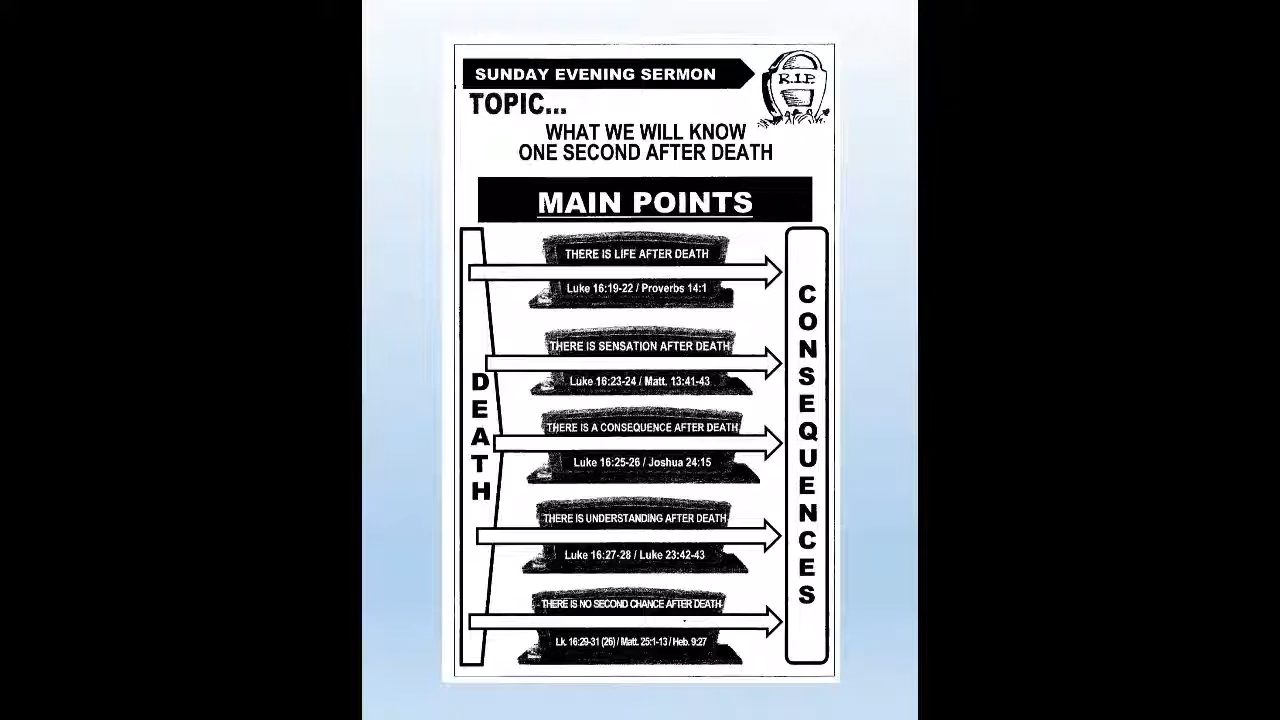 SUNDAY EVENING SERMON
R.I.P.
TOPIC...
WHAT WE WILL KNOW
ONE SECOND AFTER DEATH
MAIN POINTS
DEATH
THERE IS LIFE AFTER DEATH
Luke 16:19-22 / Proverbs 14:1
THERE IS SENSATION AFTER DEATH
Luke 16:23-24 / Matt. 13:41-43
THERE IS A CONSEQUENCE AFTER DEATH
Luke 16:25-26 / Joshua 24:15
THERE IS UNDERSTANDING AFTER DEATH
Luke 16:27-28 / Luke 23:42-43
THERE IS NO SECOND CHANCE AFTER DEATH
Lk. 16:29-31 (26) / Matt. 25:1-13 / Heb. 9:27
CONSEQUENCES